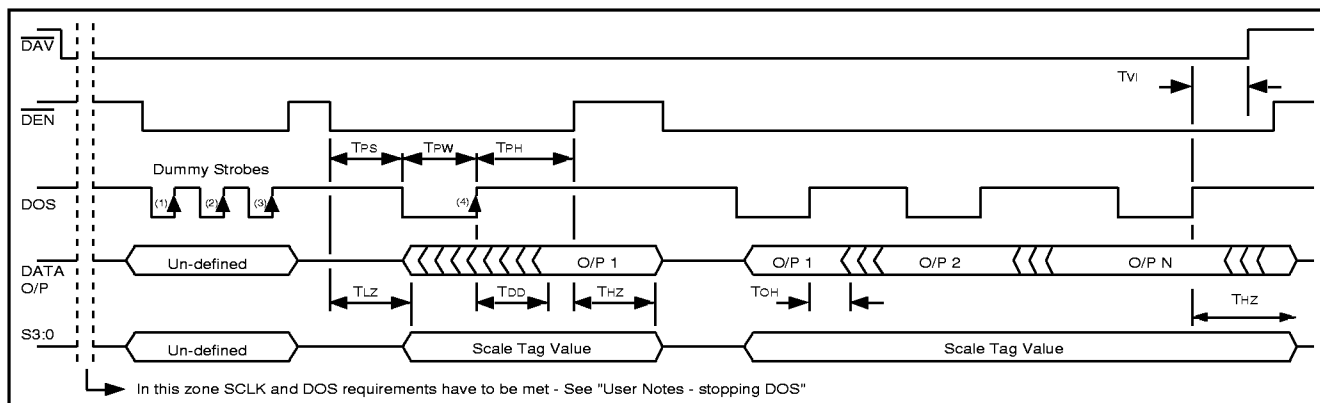 DAV
TVI
DEN
TPS TPW TPH
Dummy Strobes
DOS (1) (2) (3) (4)
DATA O/P
Un-defined O/P 1 O/P 1 O/P 2 O/P N
TLZ TDD THZ TOH THZ
S3:0
Un-defined Scale Tag Value Scale Tag Value
In this zone SCLK and DOS requirements have to be met - See "User Notes - stopping DOS"